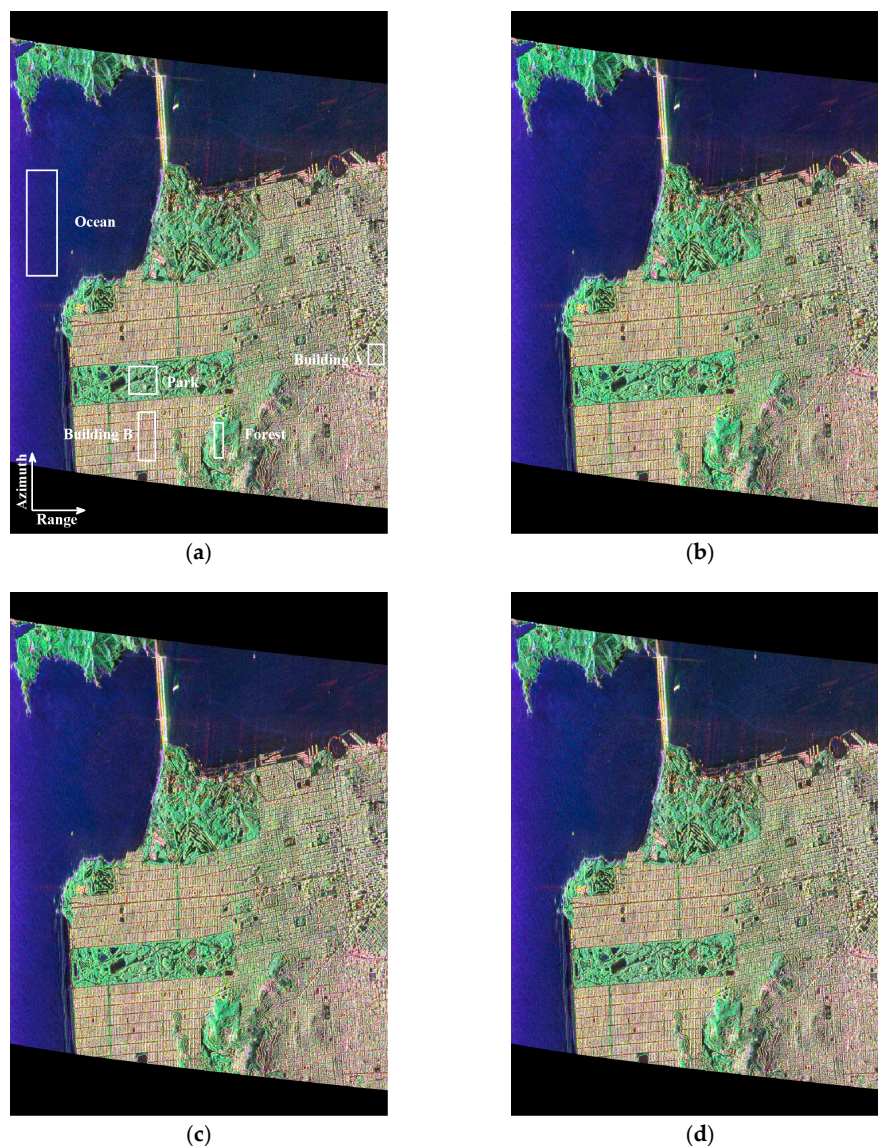 Ocean
Building A
Park
Building B
Forest
Azimuth
Range
(a)
(b)
(c)
(d)